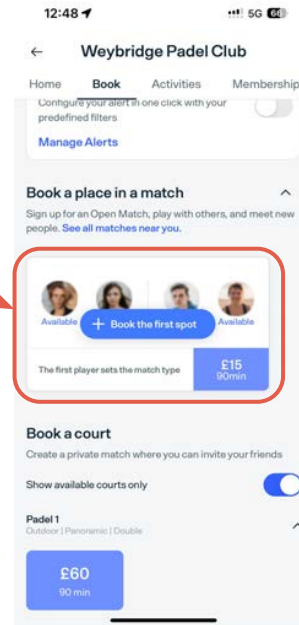 12:48
5G 66
Weybridge Padel Club
Home Book Activities Membership
Configure your alert in one click with your
predefined filters
Manage Alerts
Book a place in a match
Sign up for an Open Match, play with others, and meet new
people. See all matches near you.
Available + Book the first spot Available
The first player sets the match type
£15
90min
Book a court
Create a private match where you can invite your friends
Show available courts only
Padel 1
Outdoor | Panoramic | Double
£60
90 min